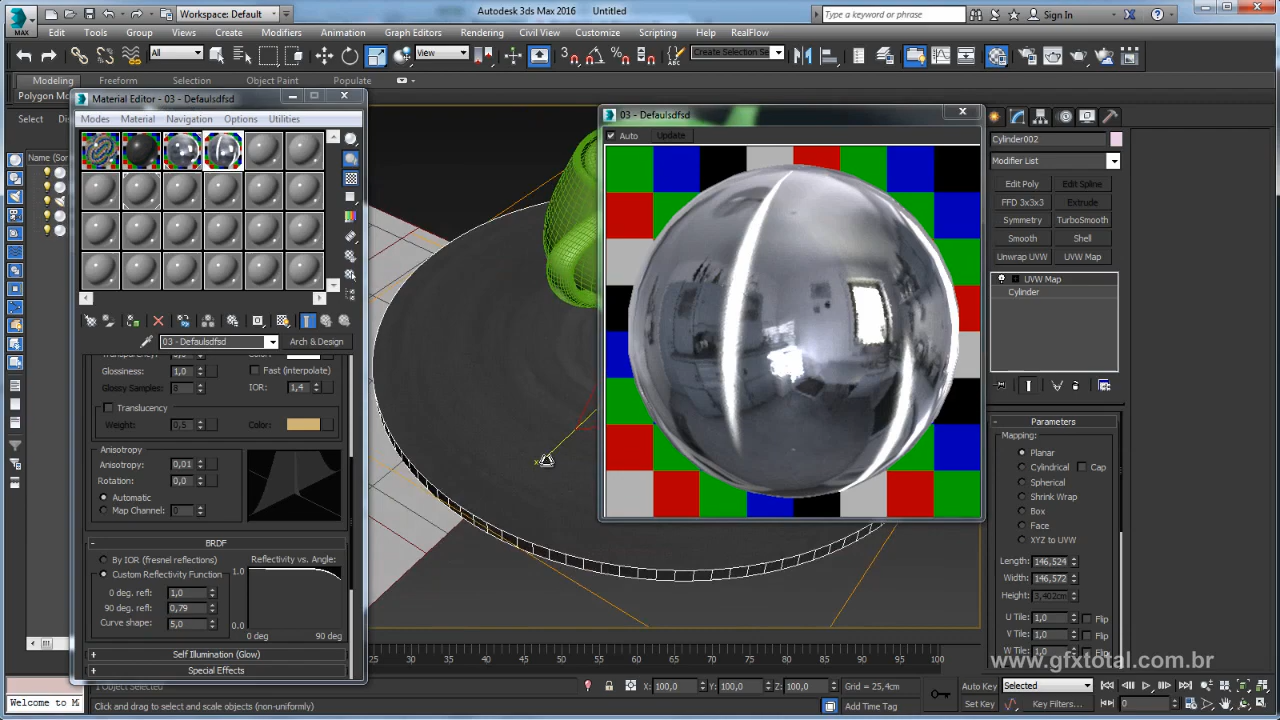 Workspace: Default
Autodesk 3ds Max 2016    Untitled
Type a keyword or phrase
Sign In
MAX
Edit  Tools  Group  Views  Create  Modifiers  Animation  Graph Editors  Rendering  Civil View  Customize  Scripting  Help  RealFlow
All
View
Create Selection Se
Modeling  Freeform  Selection  Object Paint  Populate
Polygon Mo
Select
Name (Sor
Material Editor - 03 - Defaulsdfsd
Modes  Material  Navigation  Options  Utilities
03 - Defaulsdfsd
Arch & Design
Glossiness: 1,0  Fast (interpolate)
Glossy Samples: 8  IOR: 1,4
Translucency
Weight: 0,5  Color:
Anisotropy
Anisotropy: 0,01
Rotation: 0,0
Automatic
Map Channel: 0
BRDF
By IOR (fresnel reflections)  Reflectivity vs. Angle:
Custom Reflectivity Function  1.0
0 deg. refl: 1,0
90 deg. refl: 0,79
Curve shape: 5,0  0.0
0 deg  90 deg
Self Illumination (Glow)
Special Effects
03 - Defaulsdfsd
Auto  Update
Cylinder002
Modifier List
Edit Poly  Edit Spline
FFD 3x3x3  Extrude
Symmetry  TurboSmooth
Smooth  Shell
Unwrap UVW  UVW Map
UVW Map
Cylinder
Parameters
Mapping:
Planar
Cylindrical  Cap
Spherical
Shrink Wrap
Box
Face
XYZ to UVW
Length: 146,524
Width: 146,572
Height: 3,402cm
U Tile: 1,0  Flip
V Tile: 1,0  Flip
W Tile: 1,0  Flip
www.gfxtotal.com.br
25  30  35  40  45  50  55  60  65  70  75  80  85  90  95  100
1 Object Selected
X: 100,0  Y: 100,0  Z: 100,0  Grid = 25,4cm
Auto Key  Selected
Welcome to M
Click and drag to select and scale objects (non-uniformly)
Add Time Tag
Set Key  Key Filters...
0